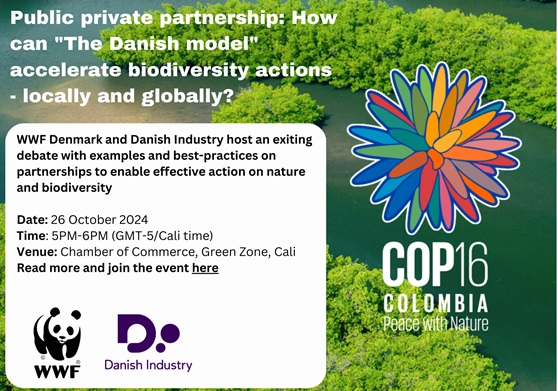 Public private partnership: How
can "The Danish model"
accelerate biodiversity actions
- locally and globally?
WWF Denmark and Danish Industry host an exiting
debate with examples and best-practices on
partnerships to enable effective action on nature
and biodiversity
Date: 26 October 2024
Time: 5PM-6PM (GMT-5/Cali time)
Venue: Chamber of Commerce, Green Zone, Cali
Read more and join the event here
WWF
Danish Industry
COP16
COLOMBIA
Peace with Nature